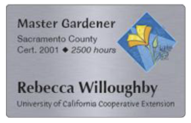 Master Gardener
Sacramento County
Cert. 2001 ◆ 2500 hours
Rebecca Willoughby
University of California Cooperative Extension